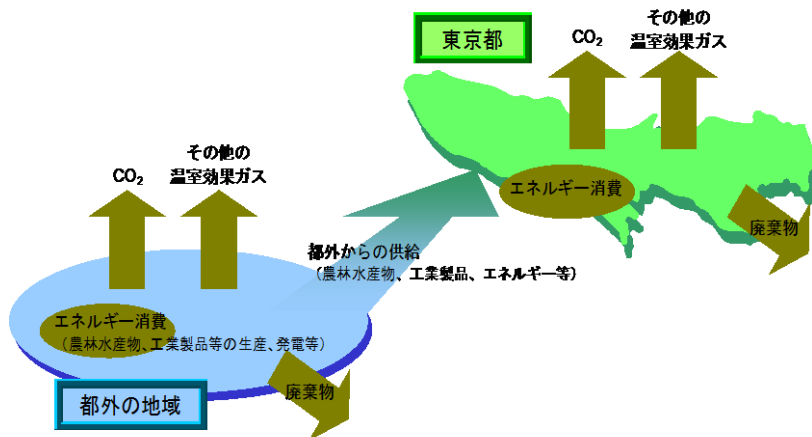 東京都
CO₂
その他の
温室効果ガス
エネルギー消費
廃棄物
CO₂
その他の
温室効果ガス
都外からの供給
（農林水産物、工業製品、エネルギー等）
エネルギー消費
（農林水産物、工業製品等の生産、発電等）
廃棄物
都外の地域